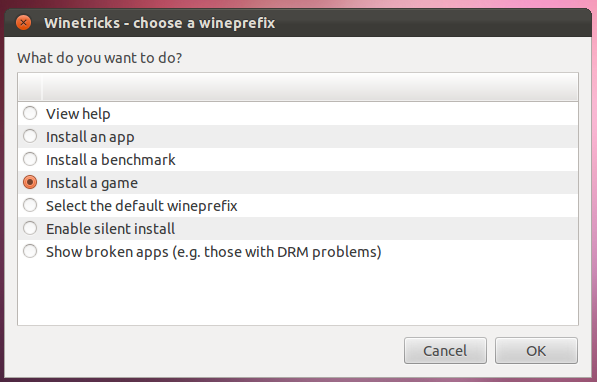 Winetricks - choose a wineprefix
What do you want to do?
View help
Install an app
Install a benchmark
Install a game
Select the default wineprefix
Enable silent install
Show broken apps (e.g. those with DRM problems)
Cancel OK